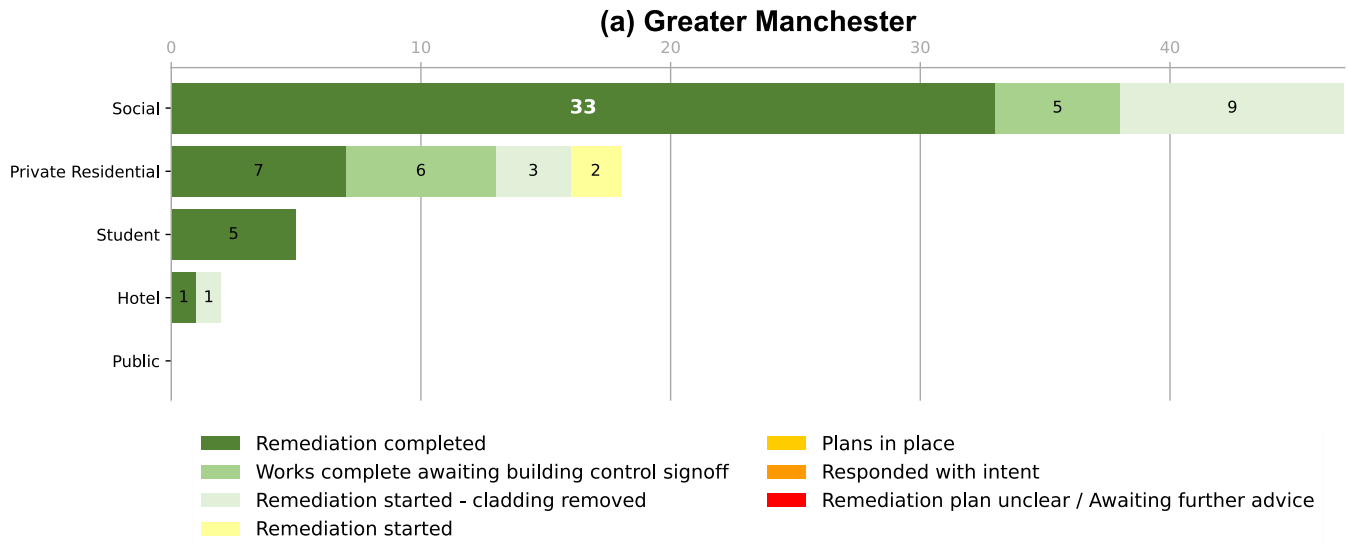 (a) Greater Manchester
0 10 20 30 40
Social 33 5 9
Private Residential 7 6 3 2
Student 5
Hotel 1 1
Public
Remediation completed
Works complete awaiting building control signoff
Remediation started - cladding removed
Remediation started
Plans in place
Responded with intent
Remediation plan unclear / Awaiting further advice